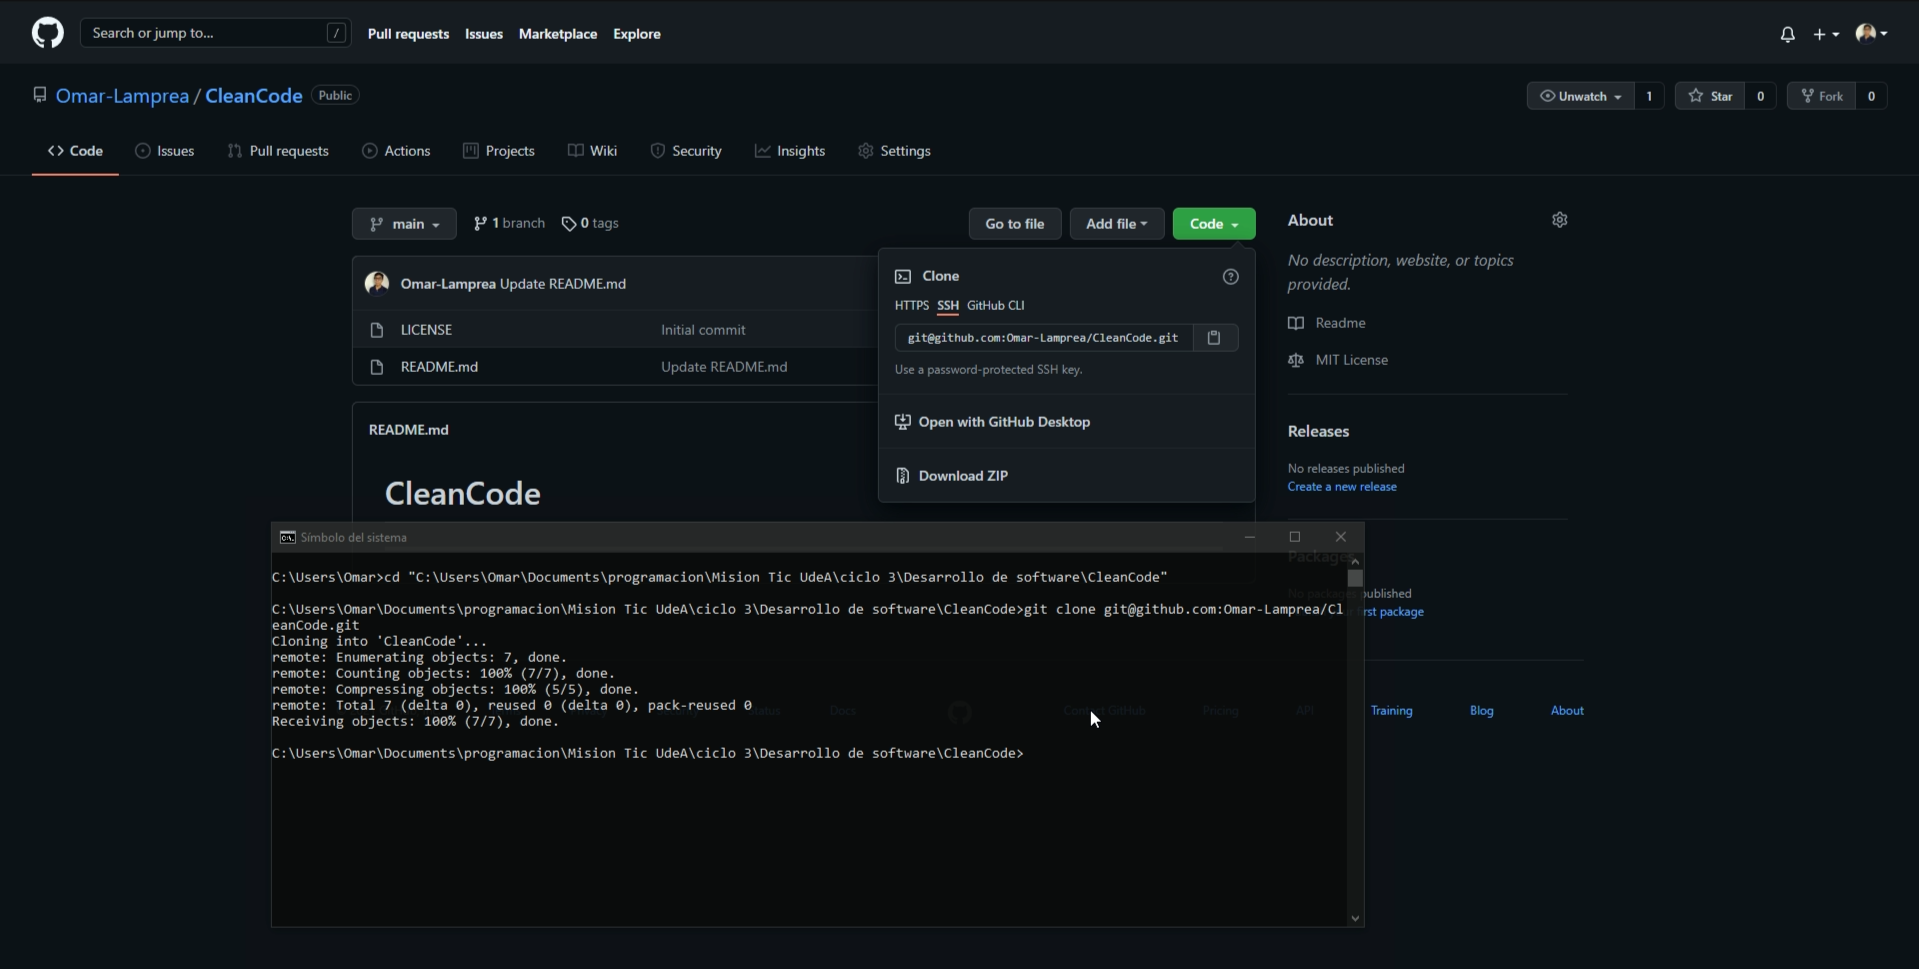 Search or jump to... /
Pull requests Issues Marketplace Explore
Omar-Lamprea / CleanCode Public
Unwatch 1 Star 0 Fork 0
Code Issues Pull requests Actions Projects Wiki Security Insights Settings
main 1 branch 0 tags
Go to file Add file Code
Omar-Lamprea Update README.md
LICENSE Initial commit
README.md Update README.md
README.md
CleanCode
Clone
HTTPS SSH GitHub CLI
git@github.com:Omar-Lamprea/CleanCode.git
Use a password-protected SSH key.
Open with GitHub Desktop
Download ZIP
About
No description, website, or topics
provided.
Readme
MIT License
Releases
No releases published
Create a new release
Packages
No packages published
rst package
Símbolo del sistema
C:\Users\Omar>cd "C:\Users\Omar\Documents\programacion\Mision Tic UdeA\ciclo 3\Desarrollo de software\CleanCode"
C:\Users\Omar\Documents\programacion\Mision Tic UdeA\ciclo 3\Desarrollo de software\CleanCode>git clone git@github.com:Omar-Lamprea/Cl
eanCode.git
Cloning into 'CleanCode'...
remote: Enumerating objects: 7, done.
remote: Counting objects: 100% (7/7), done.
remote: Compressing objects: 100% (5/5), done.
remote: Total 7 (delta 0), reused 0 (delta 0), pack-reused 0
Receiving objects: 100% (7/7), done.
C:\Users\Omar\Documents\programacion\Mision Tic UdeA\ciclo 3\Desarrollo de software\CleanCode>
Status Docs Contact GitHub Pricing API Training Blog About